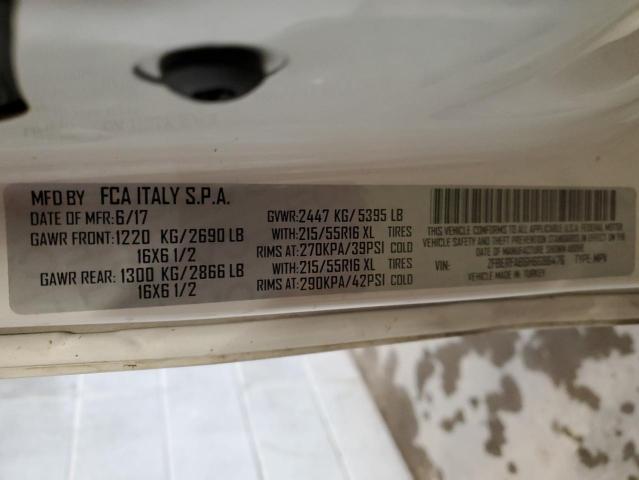 MFD BY FCA ITALY S.P.A.
DATE OF MFR:6/17
GVWR:2447 KG/5395 LB
GAWR FRONT:1220 KG/2690 LB
WITH:215/55R16 XL TIRES
16X6 1/2
RIMS AT:270KPA/39PSI COLD
GAWR REAR:1300 KG/2866 LB
WITH:215/55R16 XL TIRES
16X6 1/2
RIMS AT:290KPA/42PSI COLD
THIS VEHICLE CONFORMS TO ALL APPLICABLE U.S.A. FEDERAL MOTOR
VEHICLE SAFETY AND THEFT PREVENTION STANDARDS IN EFFECT ON THE
DATE OF MANUFACTURE SHOWN ABOVE
VIN: TYPE: MPV
VEHICLE MADE IN TURKEY